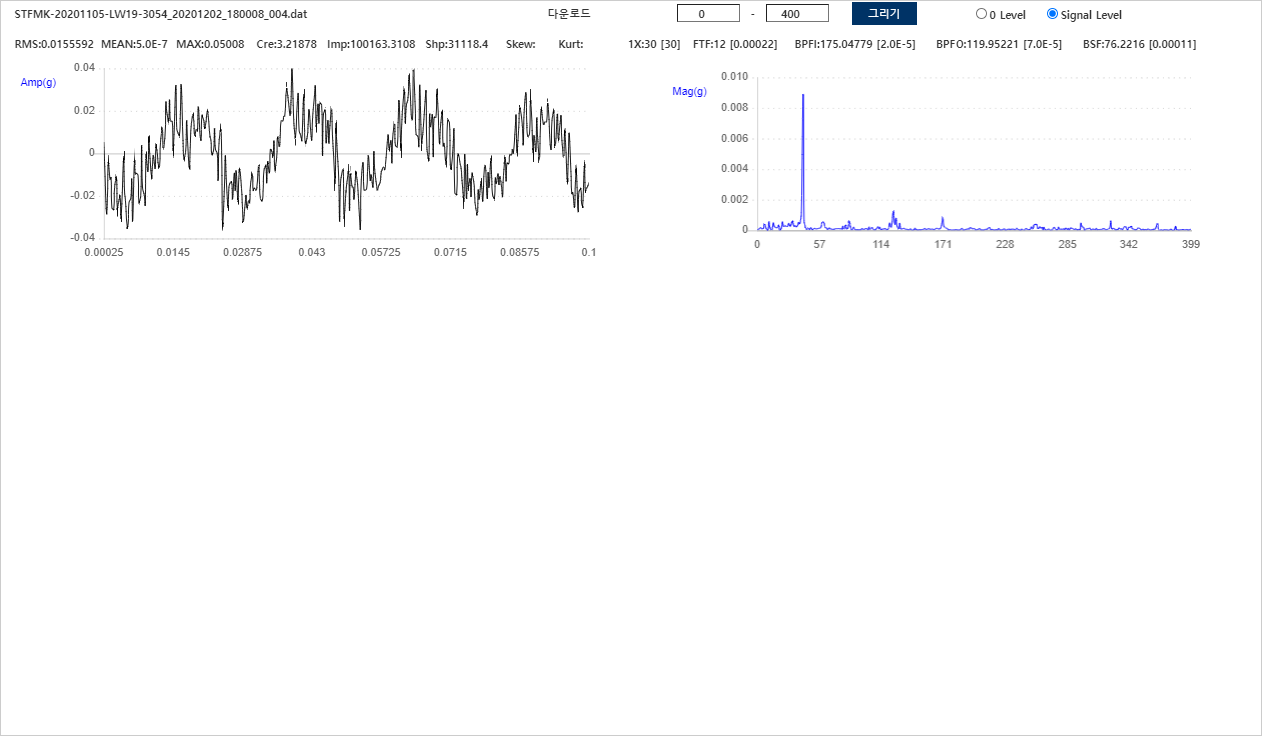 STFMK-20201105-LW19-3054_20201202_180008_004.dat 다운로드 0 - 400 그리기 0 Level Signal Level
RMS:0.0155592 MEAN:5.0E-7 MAX:0.05008 Cre:3.21878 Imp:100163.3108 Shp:31118.4 Skew: Kurt: 1X:30 [30] FTF:12 [0.00022] BPFI:175.04779 [2.0E-5] BPFO:119.95221 [7.0E-5] BSF:76.2216 [0.00011]
Amp(g)
0.04
0.02
0
-0.02
-0.04
0.00025 0.0145 0.02875 0.043 0.05725 0.0715 0.08575 0.1
Mag(g)
0.010
0.008
0.006
0.004
0.002
0
0 57 114 171 228 285 342 399